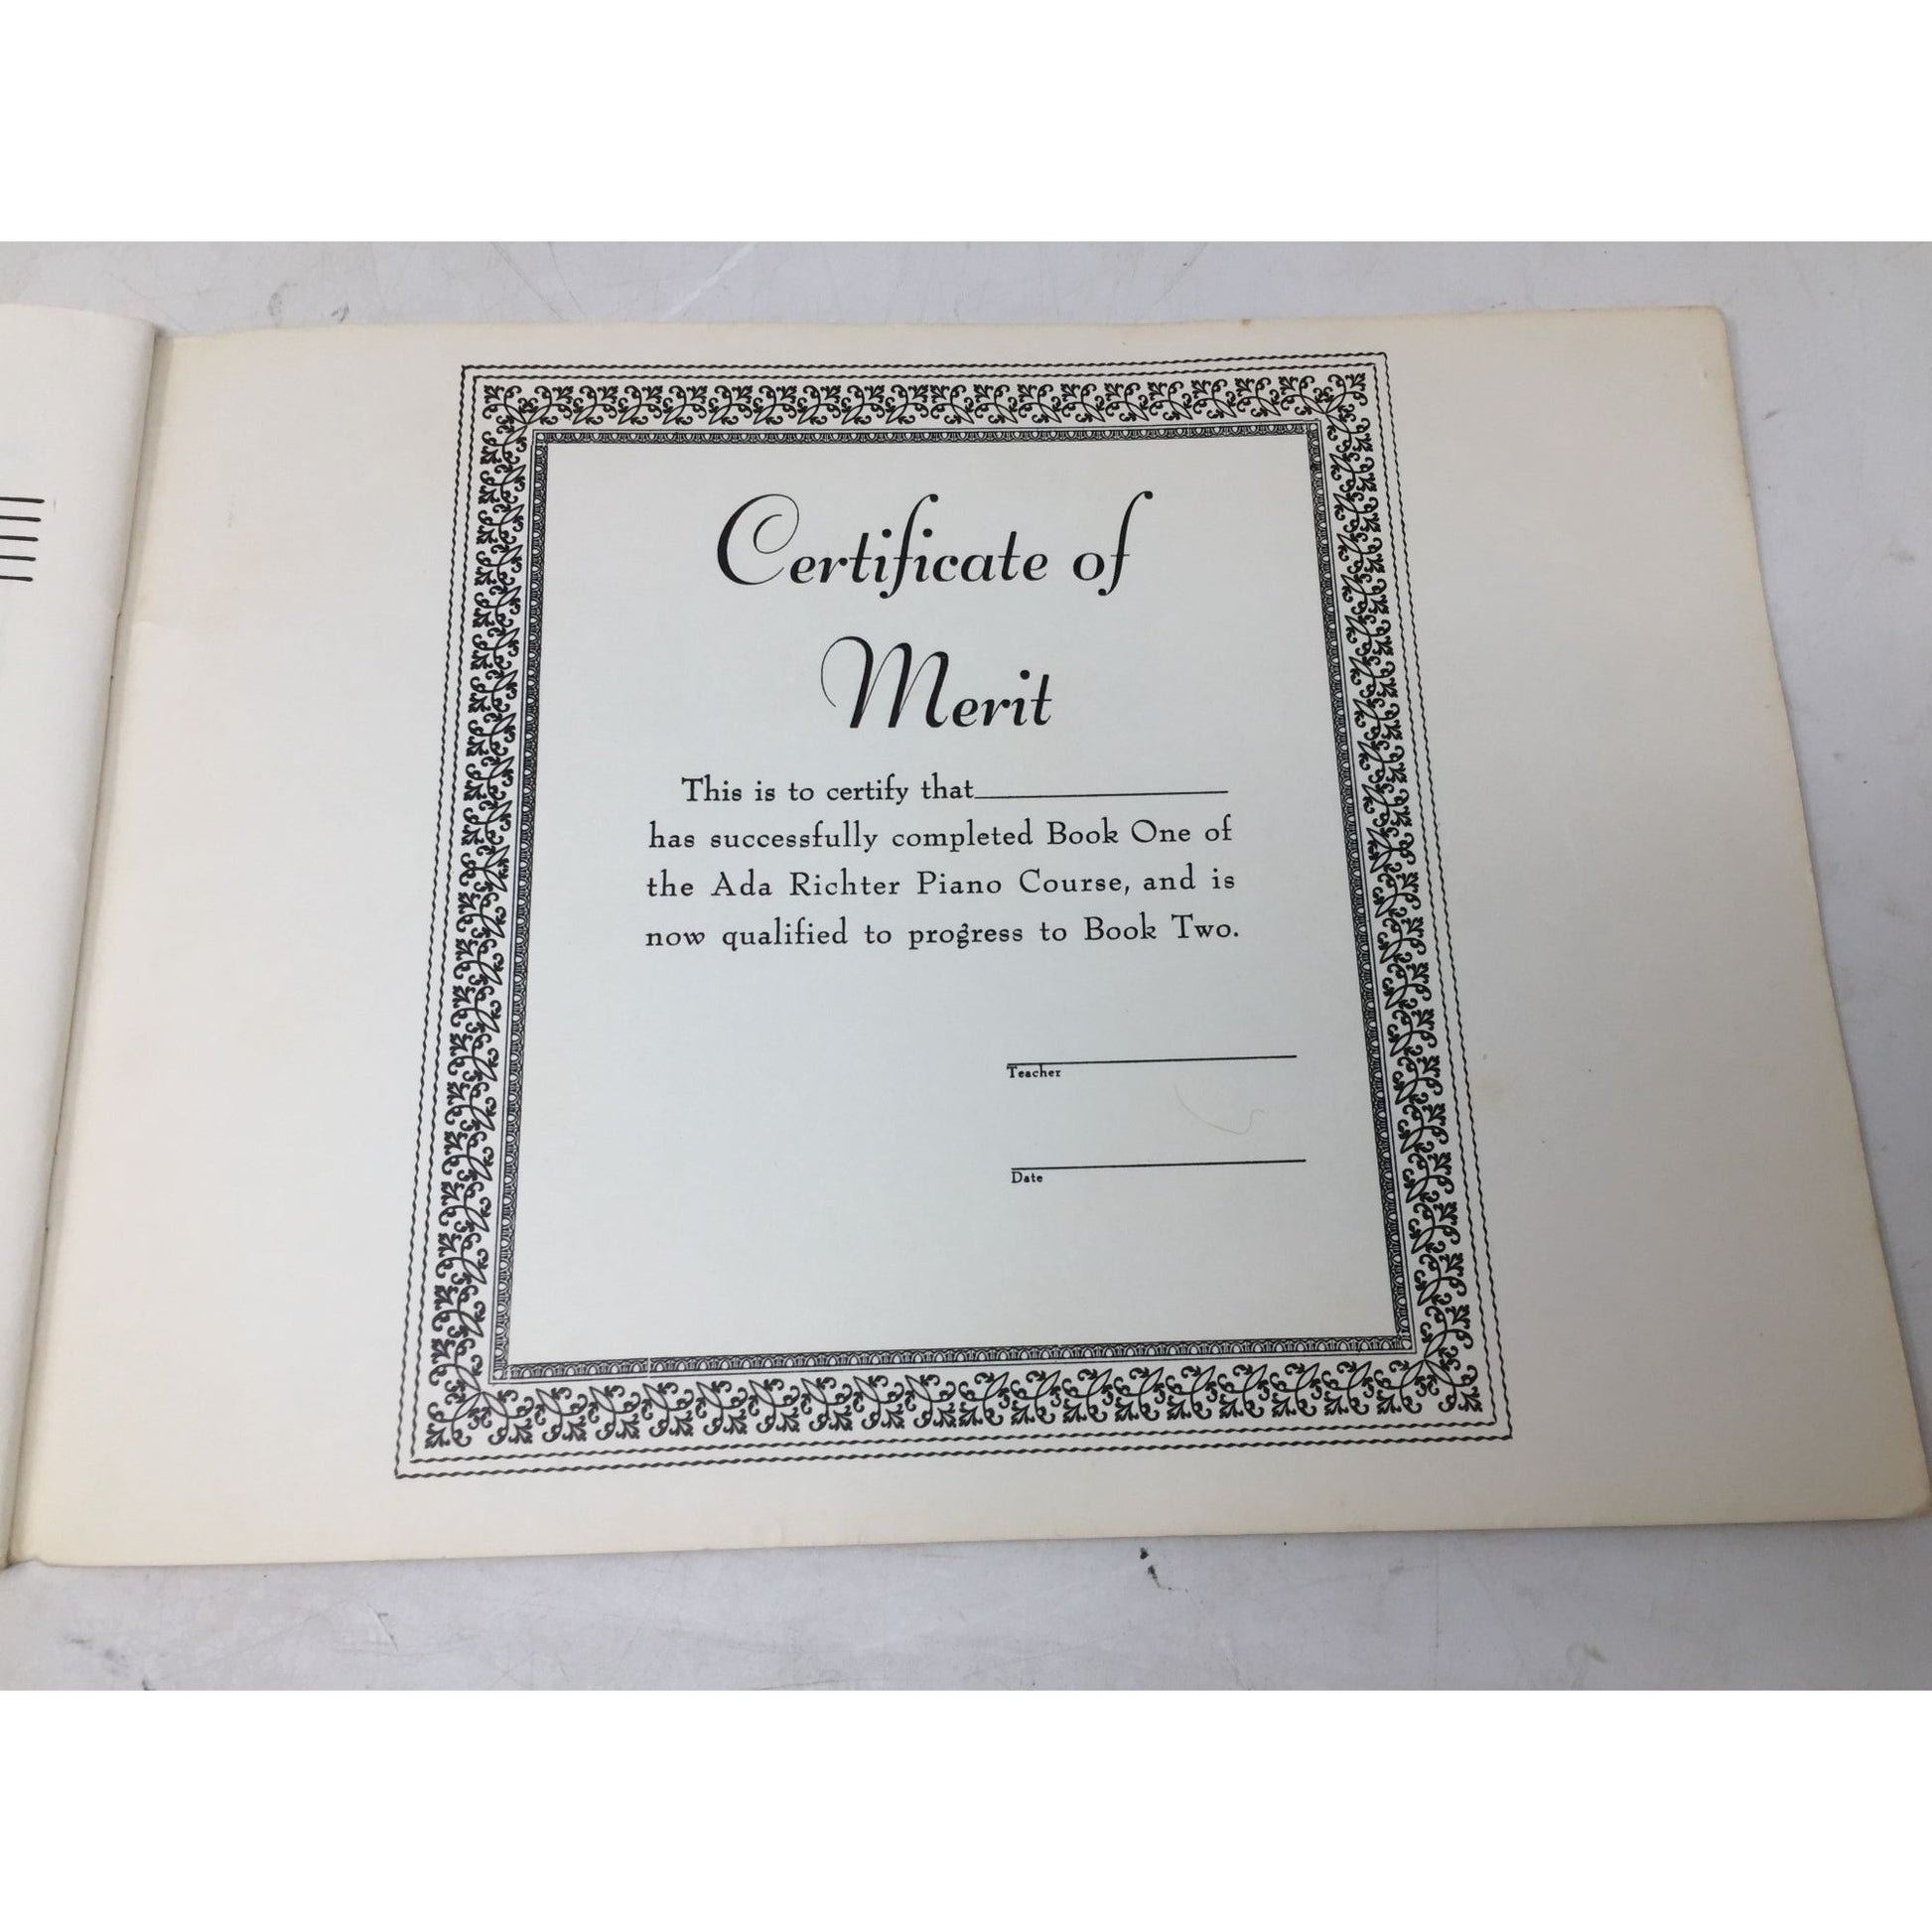 Certificate of
Merit
This is to certify that
has successfully completed Book One of
the Ada Richter Piano Course, and is
now qualified to progress to Book Two.
Teacher
Date